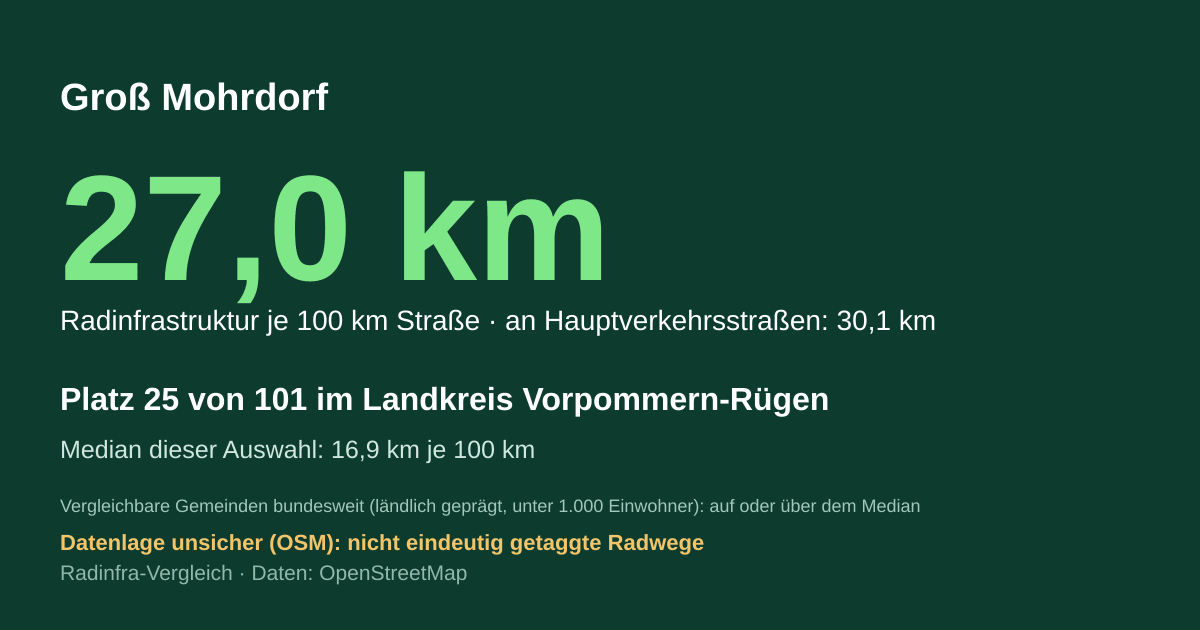 Groß Mohrdorf
27,0 km
Radinfrastruktur je 100 km Straße · an Hauptverkehrsstraßen: 30,1 km
Platz 25 von 101 im Landkreis Vorpommern-Rügen
Median dieser Auswahl: 16,9 km je 100 km
Vergleichbare Gemeinden bundesweit (ländlich geprägt, unter 1.000 Einwohner): auf oder über dem Median
Datenlage unsicher (OSM): nicht eindeutig getaggte Radwege
Radinfra-Vergleich · Daten: OpenStreetMap